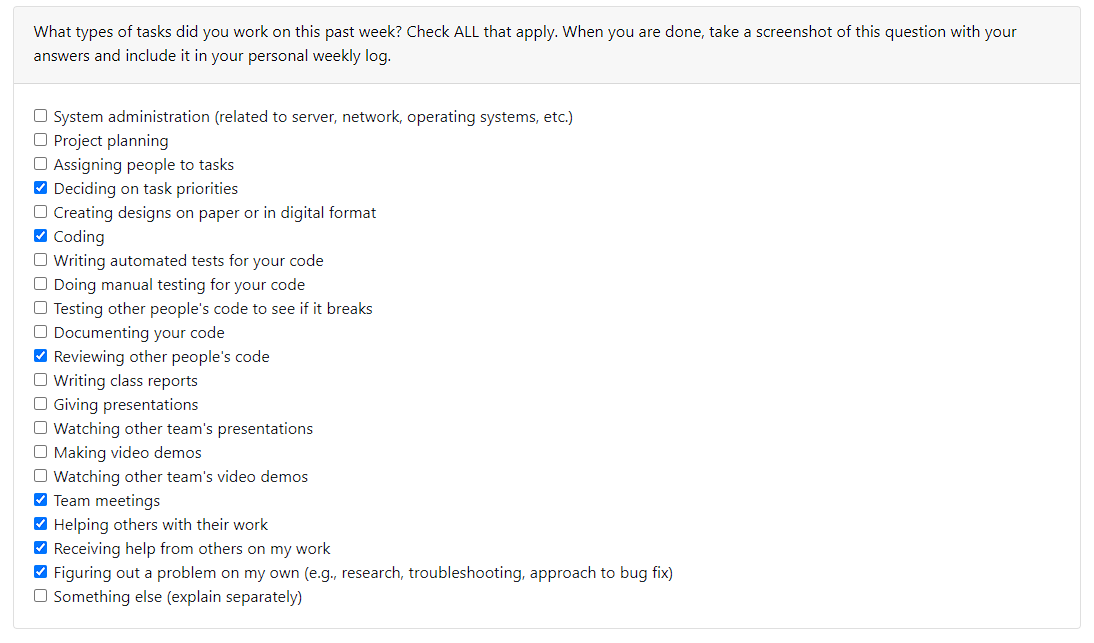 What types of tasks did you work on this past week? Check ALL that apply. When you are done, take a screenshot of this question with your
answers and include it in your personal weekly log.
System administration (related to server, network, operating systems, etc.)
Project planning
Assigning people to tasks
Deciding on task priorities
Creating designs on paper or in digital format
Coding
Writing automated tests for your code
Doing manual testing for your code
Testing other people's code to see if it breaks
Documenting your code
Reviewing other people's code
Writing class reports
Giving presentations
Watching other team's presentations
Making video demos
Watching other team's video demos
Team meetings
Helping others with their work
Receiving help from others on my work
Figuring out a problem on my own (e.g., research, troubleshooting, approach to bug fix)
Something else (explain separately)